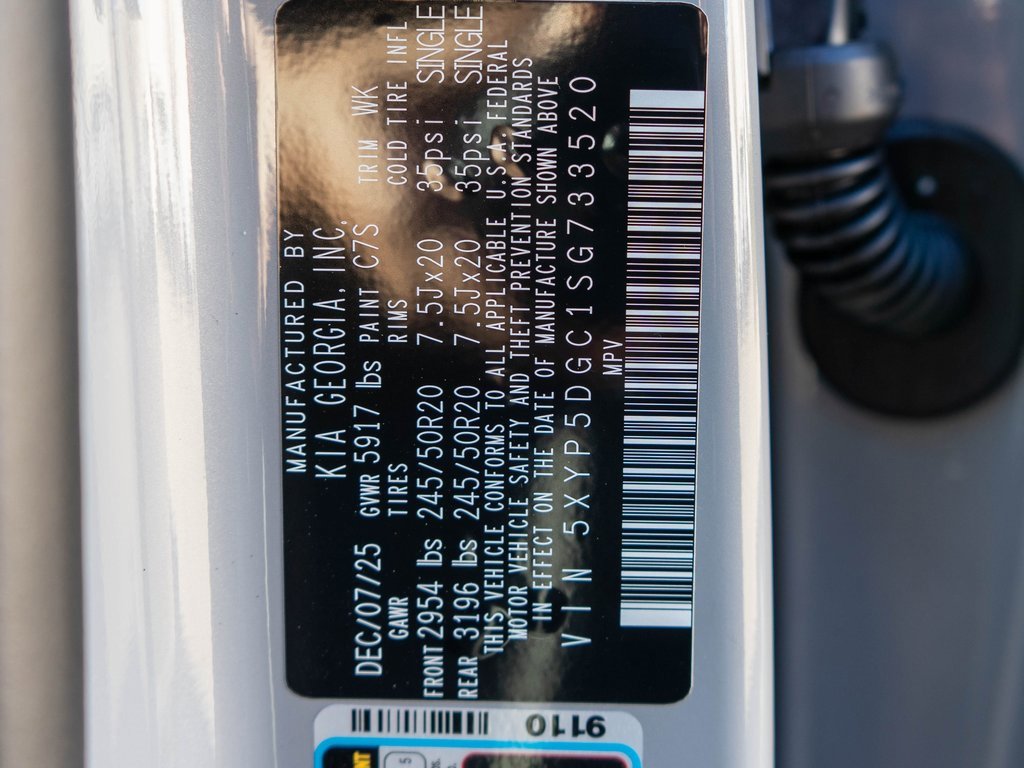 MANUFACTURED BY
KIA GEORGIA, INC.
DEC/07/25 GVWR 5917 lbs PAINT C7S TRIM WK
GAWR TIRES RIMS COLD TIRE INFL
FRONT 2954 lbs 245/50R20 7.5Jx20 35psi SINGLE
REAR 3196 lbs 245/50R20 7.5Jx20 35psi SINGLE
THIS VEHICLE CONFORMS TO ALL APPLICABLE U.S.A. FEDERAL
MOTOR VEHICLE SAFETY AND THEFT PREVENTION STANDARDS
IN EFFECT ON THE DATE OF MANUFACTURE SHOWN ABOVE
VIN 5XYP5DGC1SG733520
MPV
9110